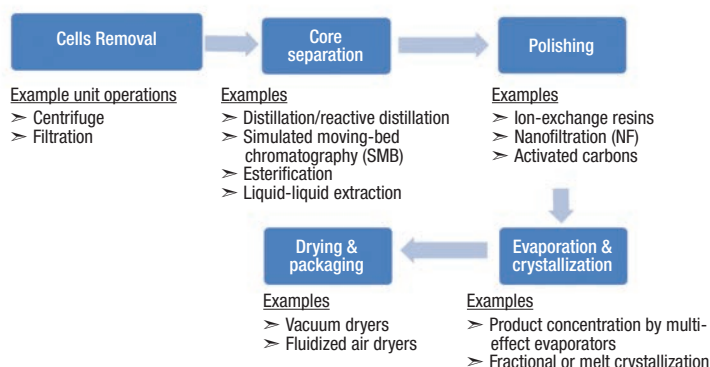 Cells Removal
Core
separation
Polishing
Example unit operations
➢ Centrifuge
➢ Filtration
Examples
➢ Distillation/reactive distillation
➢ Simulated moving-bed
chromatography (SMB)
➢ Esterification
➢ Liquid-liquid extraction
Examples
➢ Ion-exchange resins
➢ Nanofiltration (NF)
➢ Activated carbons
Drying &
packaging
Evaporation &
crystallization
Examples
➢ Vacuum dryers
➢ Fluidized air dryers
Examples
➢ Product concentration by multi-
effect evaporators
➢ Fractional or melt crystallization